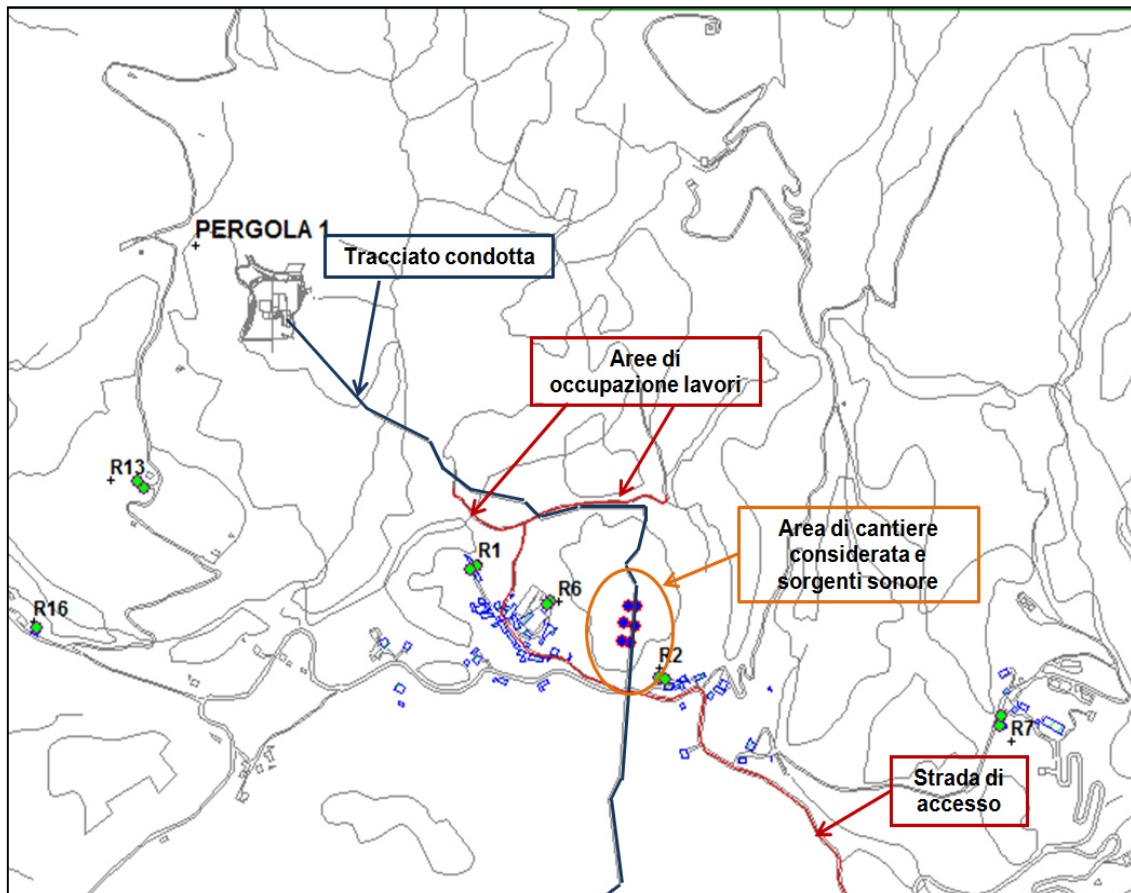 PERGOLA 1
Tracciato condotta
Aree di
occupazione lavori
R13
Area di cantiere
considerata e
sorgenti sonore
R1
R6
R16
R2
R7
Strada di
accesso